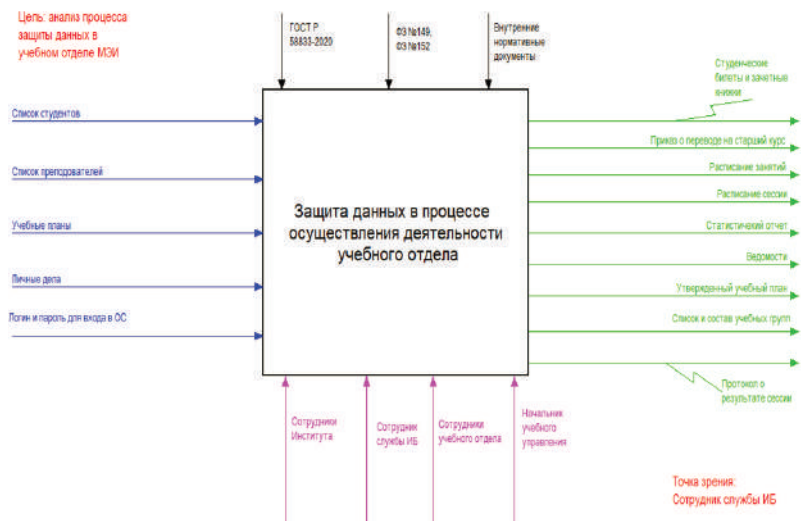 Цель: анализ процесса
защиты данных в
учебном отделе МЭИ
ГОСТ Р
58833-2020
ФЗ №149,
ФЗ №152
Внутренние
нормативные
документы
Студенческие
билеты и зачетные
книжки
Список студентов
Приказ о переводе на старший курс
Список преподователей
Расписание занятий
Расписание сессии
Учебные планы
Статистический отчет
Защита данных в процессе
осуществления деятельности
учебного отдела
Ведомости
Личные дела
Утвержденный учебный план
Логин и пароль для входа в ОС
Список и состав учебных групп
Протокол о
результате сессии
Сотрудники
Института
Сотрудник
службы ИБ
Сотрудники
учебного отдела
Начальник
учебного
управления
Точка зрения:
Сотрудник службы ИБ